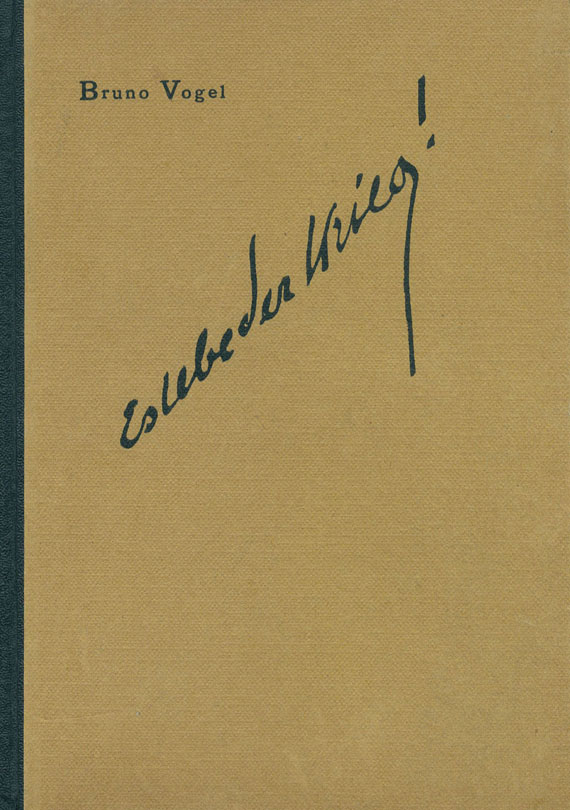 Bruno Vogel
Es lebe der Krieg!